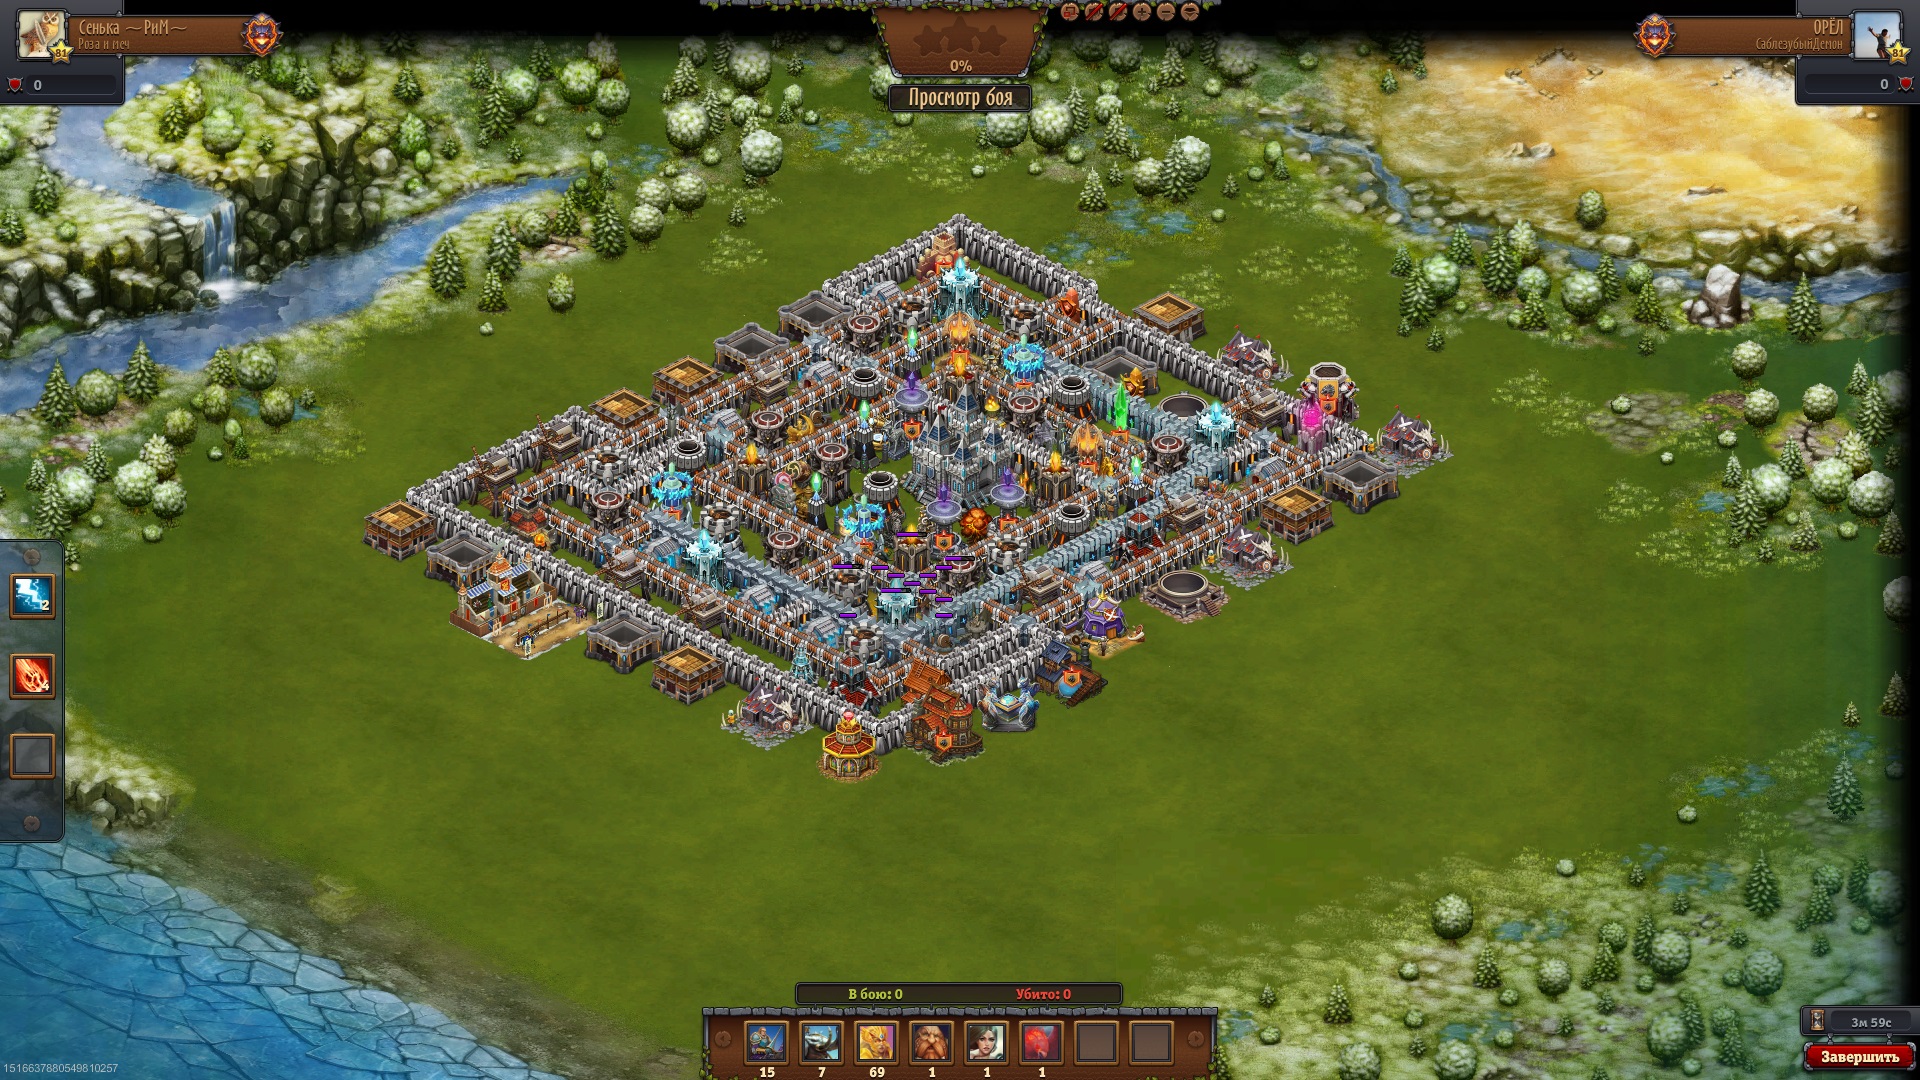 Сенька ~РиМ~
Роза и меч
81
0
0%
Просмотр боя
ОРЁЛ
СаблезубыйДемон
81
0
2
4
В бою: 0
Убито: 0
15
7
69
1
1
1
3м 59с
Завершить
1516637880549810257